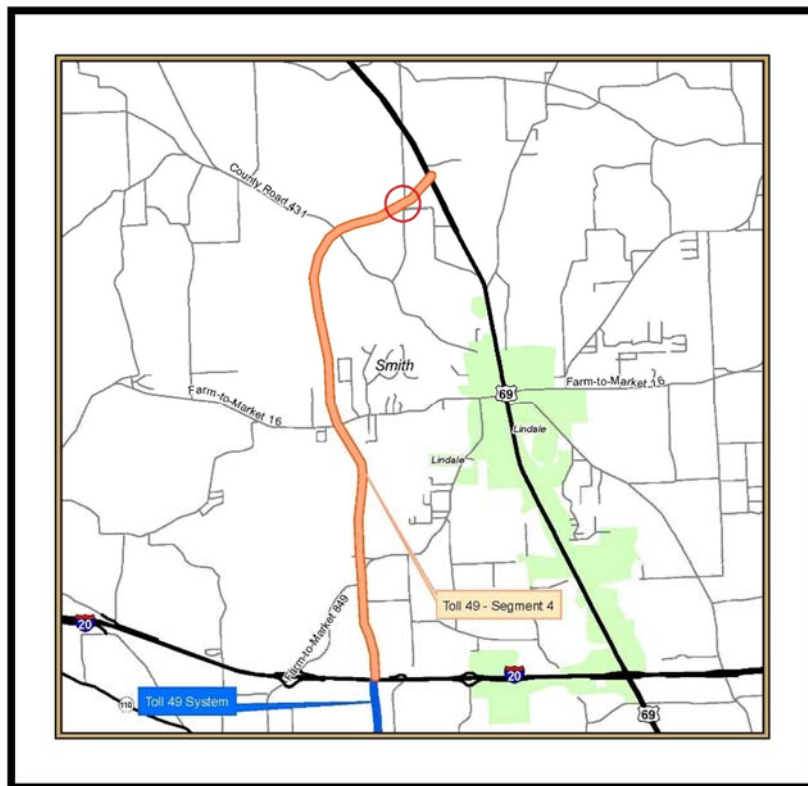 County Road 431
Smith
Farm-to-Market 16
Farm-to-Market 16
69
Lindale
Lindale
Toll 49 - Segment 4
Farm-to-Market 849
20
20
110
Toll 49 System
69